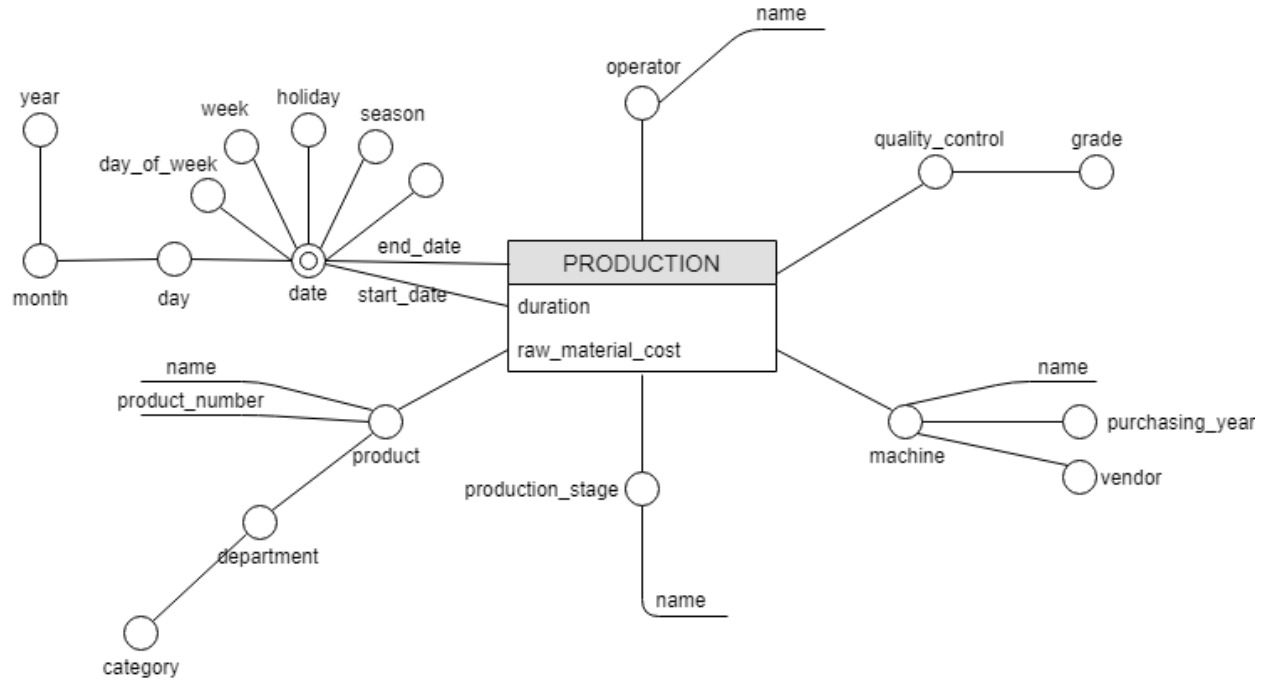 name
operator
year
week
holiday
season
day_of_week
quality_control
grade
end_date
PRODUCTION
month
day
date
start_date
duration
raw_material_cost
name
product_number
product
name
purchasing_year
machine
vendor
production_stage
department
name
category